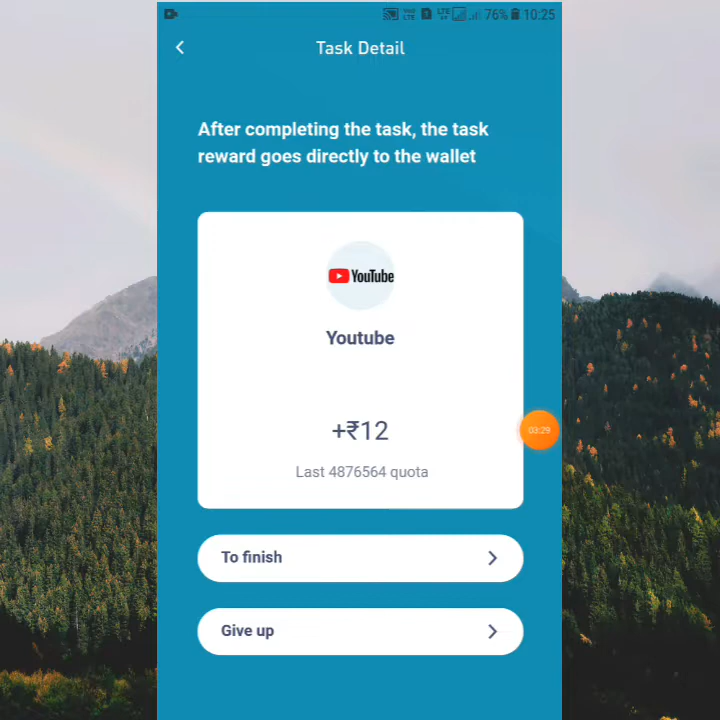 76% 10:25
Task Detail
After completing the task, the task
reward goes directly to the wallet
YouTube
Youtube
+₹12
03:29
Last 4876564 quota
To finish
Give up